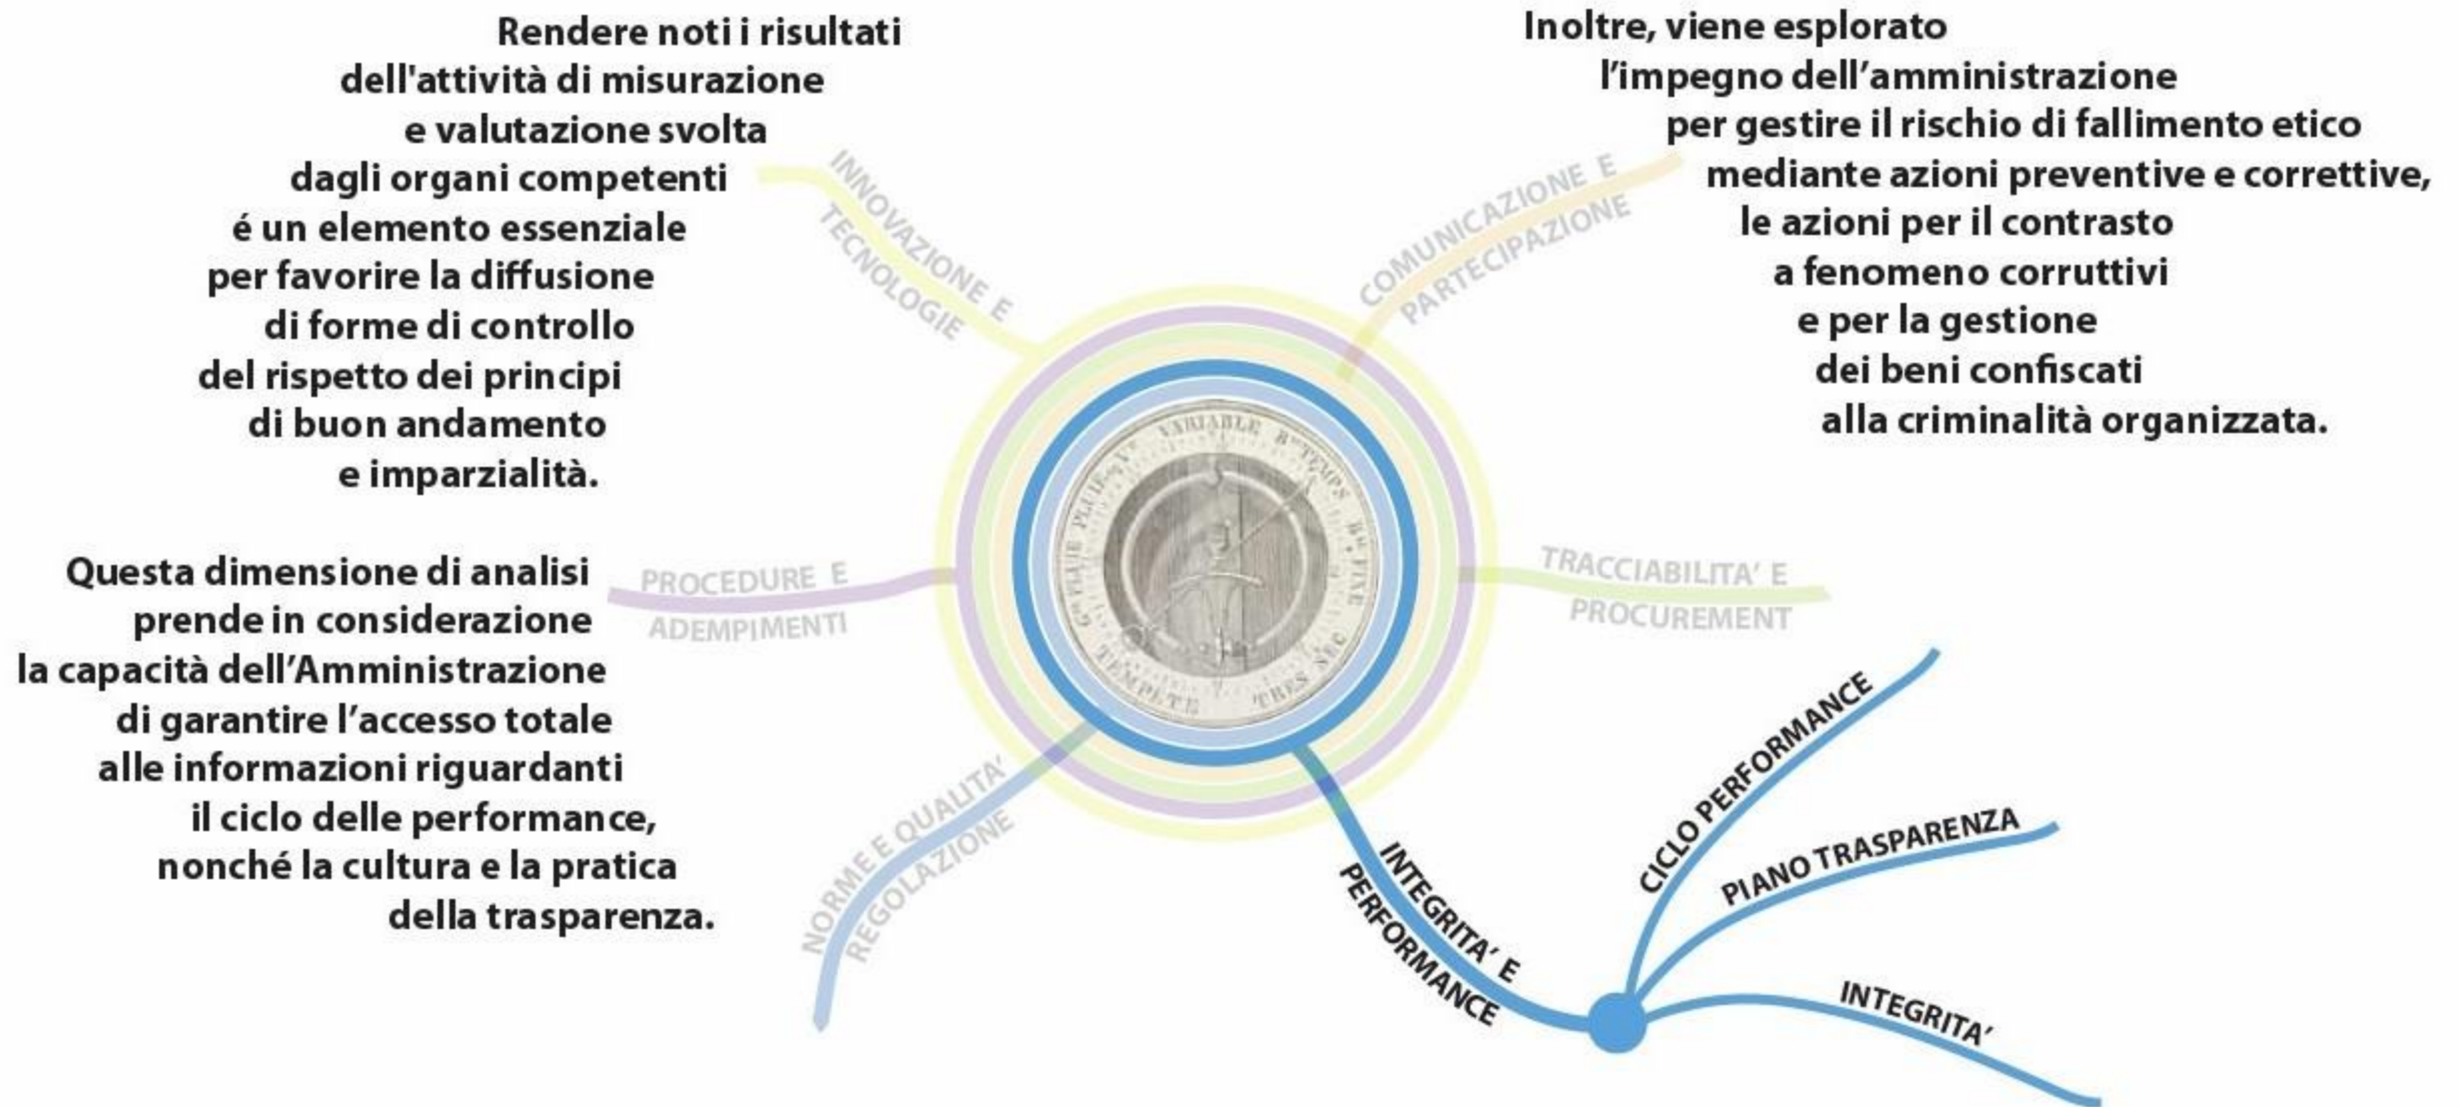 Rendere noti i risultati
dell'attività di misurazione
e valutazione svolta
dagli organi competenti
é un elemento essenziale
per favorire la diffusione
di forme di controllo
del rispetto dei principi
di buon andamento
e imparzialità.
Questa dimensione di analisi
prende in considerazione
la capacità dell’Amministrazione
di garantire l’accesso totale
alle informazioni riguardanti
il ciclo delle performance,
nonché la cultura e la pratica
della trasparenza.
Inoltre, viene esplorato
l’impegno dell’amministrazione
per gestire il rischio di fallimento etico
mediante azioni preventive e correttive,
le azioni per il contrasto
a fenomeno corruttivi
e per la gestione
dei beni confiscati
alla criminalità organizzata.
INNOVAZIONE E
TECNOLOGIE
COMUNICAZIONE E
PARTECIPAZIONE
PROCEDURE E
ADEMPIMENTI
TRACCIABILITA’ E
PROCUREMENT
NORME E QUALITA’
REGOLAZIONE
INTEGRITA’ E
PERFORMANCE
CICLO PERFORMANCE
PIANO TRASPARENZA
INTEGRITA’
VARIABLE
TEMPS
FIXE
TRES SEC
TEMPETE
PLUIE
PLUIE